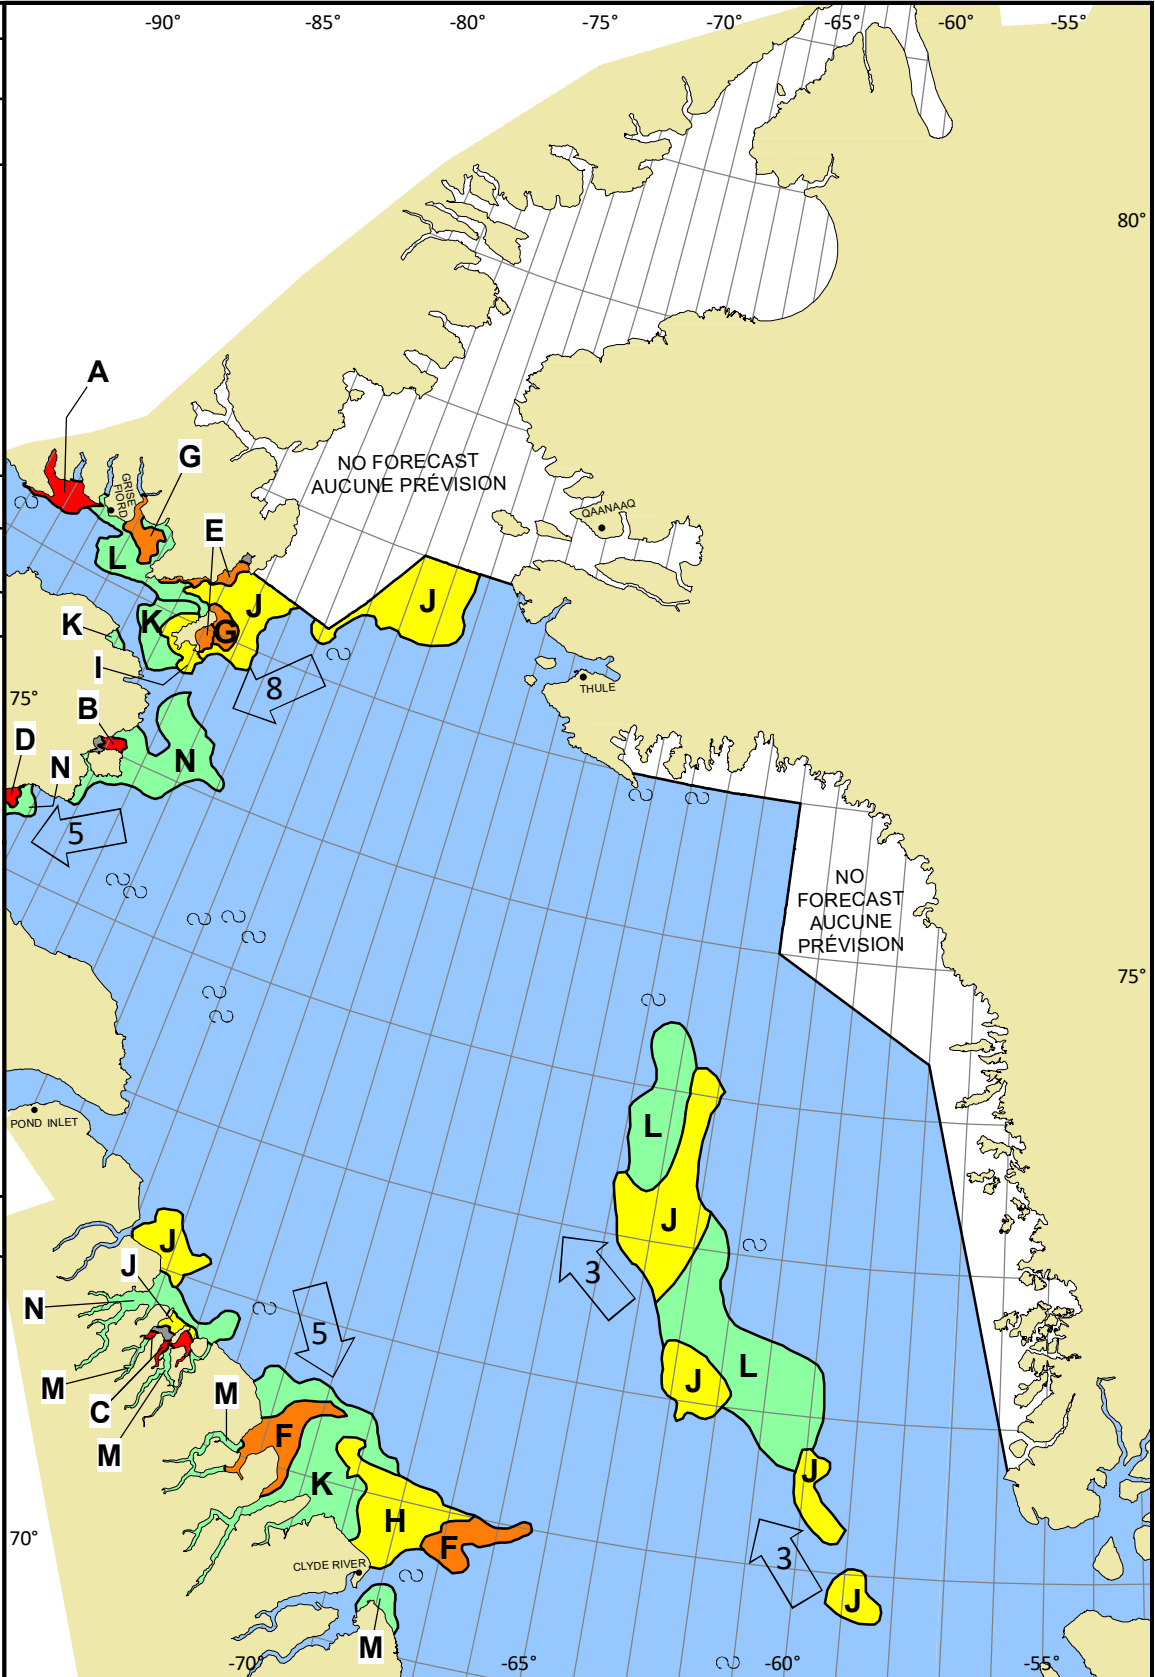 -90° -85° -80° -75° -70° -65° -60° -55°
80°
A
G
NO FORECAST
AUCUNE PRÉVISION
GRISE
FIORD
QAANAAQ
E
L
J
J
K
K
G
I
8
THULE
75°
B
D
N
N
5
NO
FORECAST
AUCUNE
PRÉVISION
75°
POND INLET
L
J
J
J
3
N
5
M
C
M
M
J
L
F
K
J
H
F
70°
CLYDE RIVER
3
J
M
-70° -65° -60° -55°